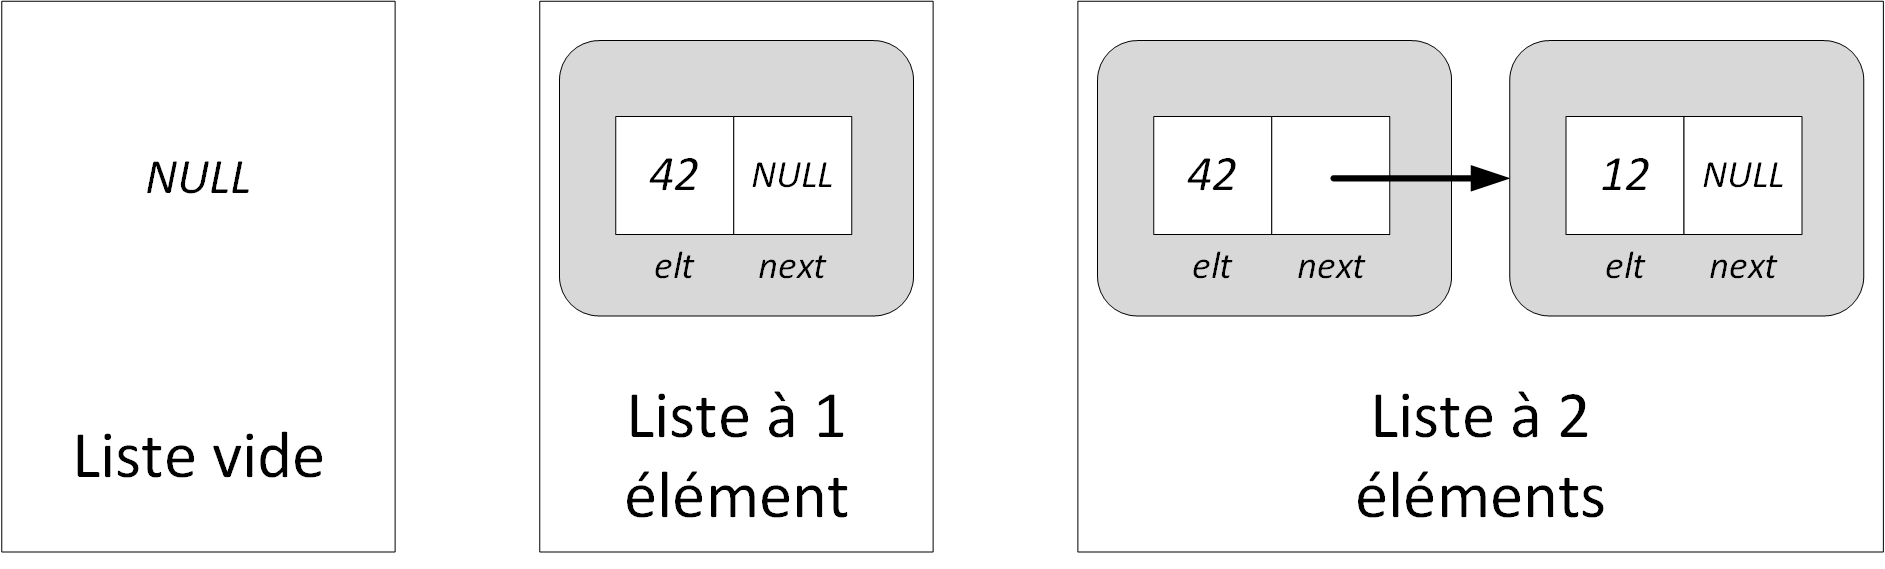 NULL
Liste vide
42 NULL
elt next
Liste à 1
élément
42 12 NULL
elt next elt next
Liste à 2
éléments